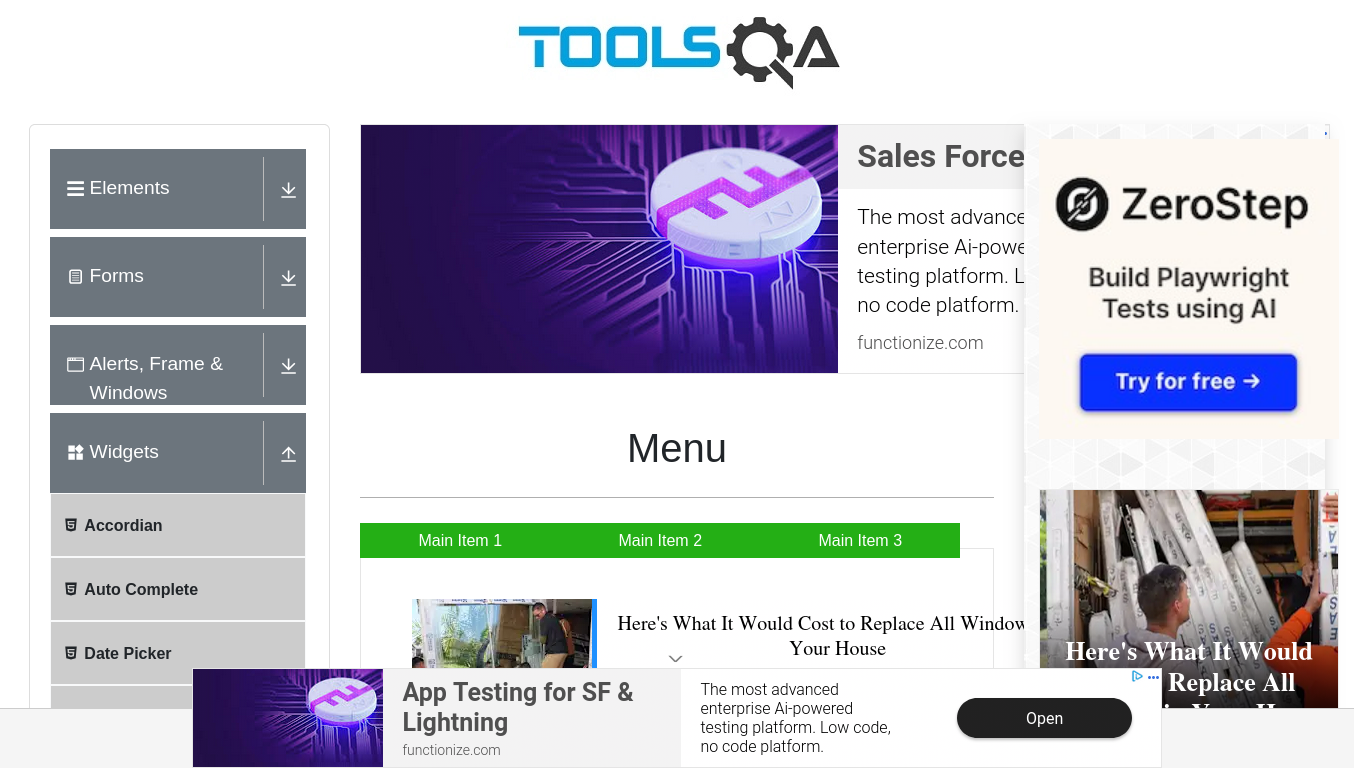 TOOLSQA
Elements
Forms
Alerts, Frame &
Windows
Widgets
Accordian
Auto Complete
Date Picker
Sales Force
The most advance
enterprise Ai-powe
testing platform. L
no code platform.
functionize.com
Menu
Main Item 1
Main Item 2
Main Item 3
Here's What It Would Cost to Replace All Window
Your House
ZeroStep
Build Playwright
Tests using AI
Try for free →
Here's What It Would
Replace All
App Testing for SF &
Lightning
functionize.com
The most advanced
enterprise Ai-powered
testing platform. Low code,
no code platform.
Open